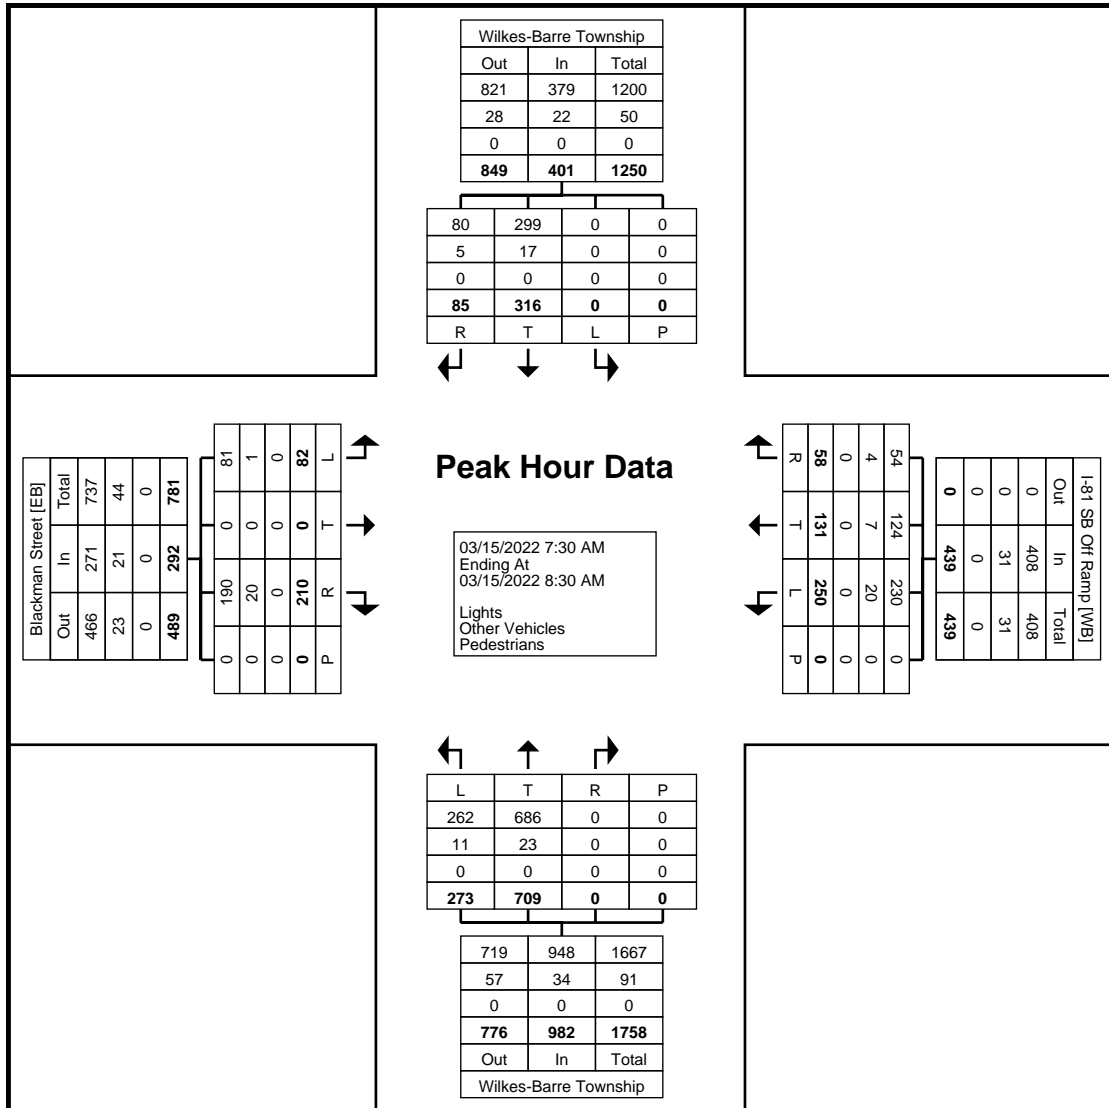 Wilkes-Barre Township
Out In Total
821 379 1200
28 22 50
0 0 0
849 401 1250
80 299 0 0
5 17 0 0
0 0 0 0
85 316 0 0
R T L P
Blackman Street [EB]
Total In Out
737 271 466
44 21 23
0 0 0
781 292 489
81 0 190 0
1 0 20 0
0 0 0 0
82 0 210 0
L T R P
Peak Hour Data
03/15/2022 7:30 AM
Ending At
03/15/2022 8:30 AM
Lights
Other Vehicles
Pedestrians
I-81 SB Off Ramp [WB]
Out In Total
0 408 408
0 31 31
0 0 0
0 439 439
54 124 230 0
4 7 20 0
0 0 0 0
58 131 250 0
R T L P
L T R P
262 686 0 0
11 23 0 0
0 0 0 0
273 709 0 0
719 948 1667
57 34 91
0 0 0
776 982 1758
Out In Total
Wilkes-Barre Township